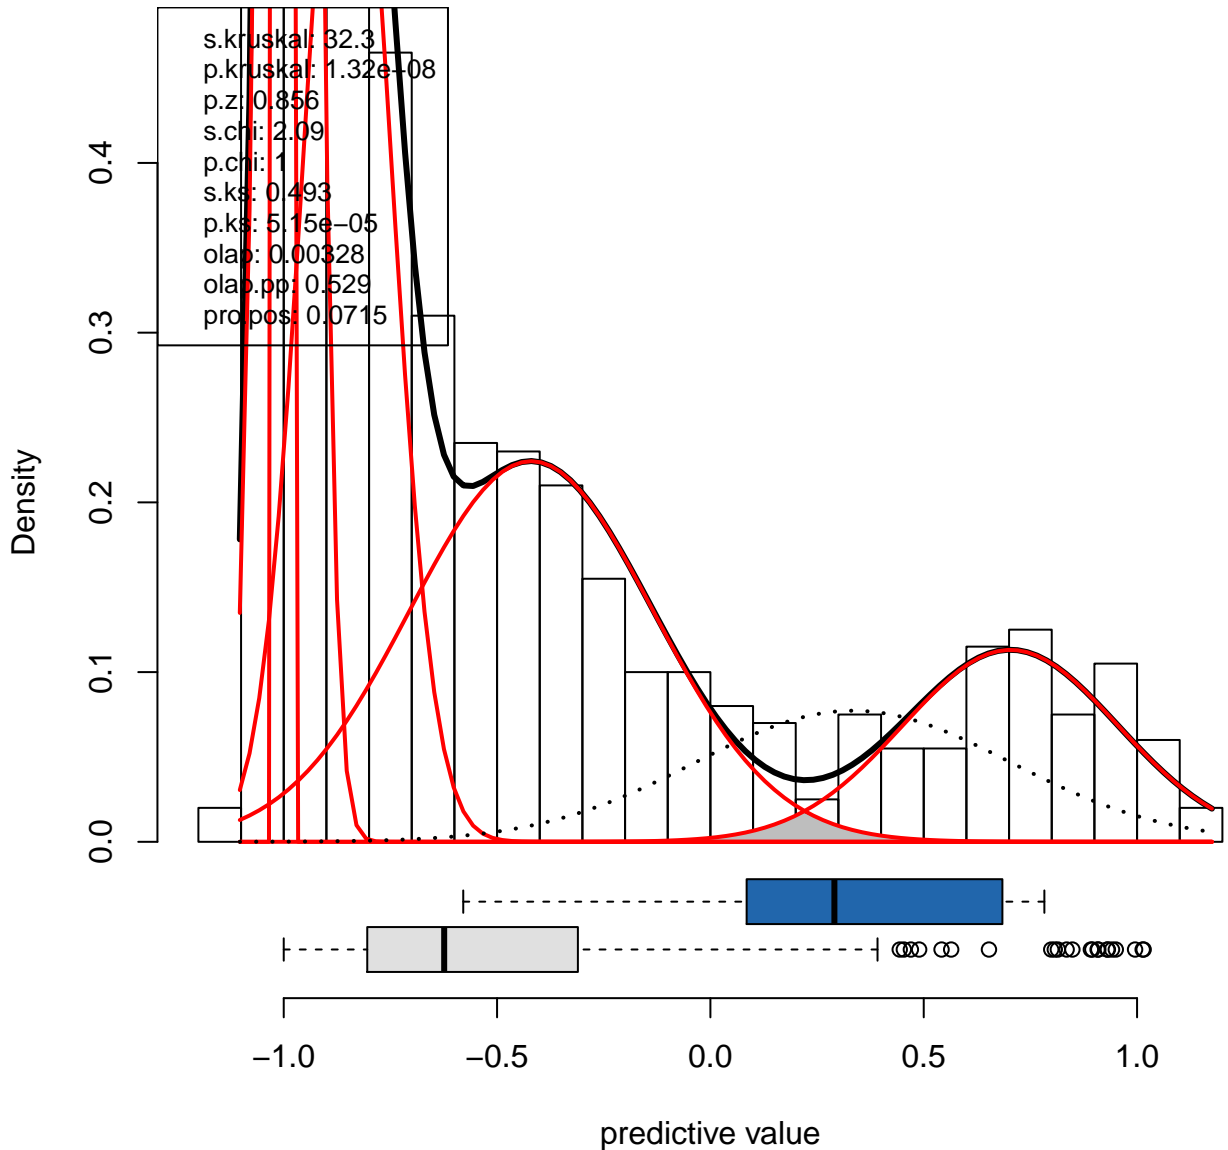 s.kruskal: 32.3
p.kruskal: 1.32e−08
p.z: 0.856
s.chi: 2.09
p.chi: 1
s.ks: 0.493
p.ks: 5.15e−05
olap: 0.00328
olap.pp: 0.529
pro.pos: 0.0715
Density
0.4
0.3
0.2
0.1
0.0
−1.0 −0.5 0.0 0.5 1.0
predictive value